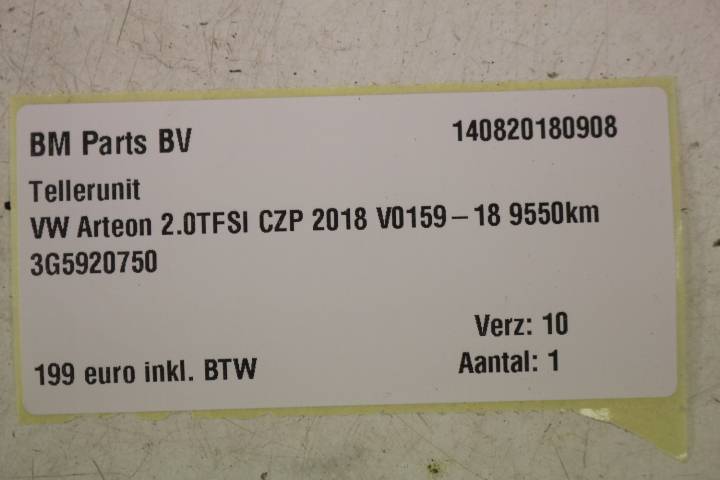 BM Parts BV 140820180908
Tellerunit
VW Arteon 2.0TFSI CZP 2018 V0159 – 18 9550km
3G5920750
Verz: 10
199 euro inkl. BTW Aantal: 1